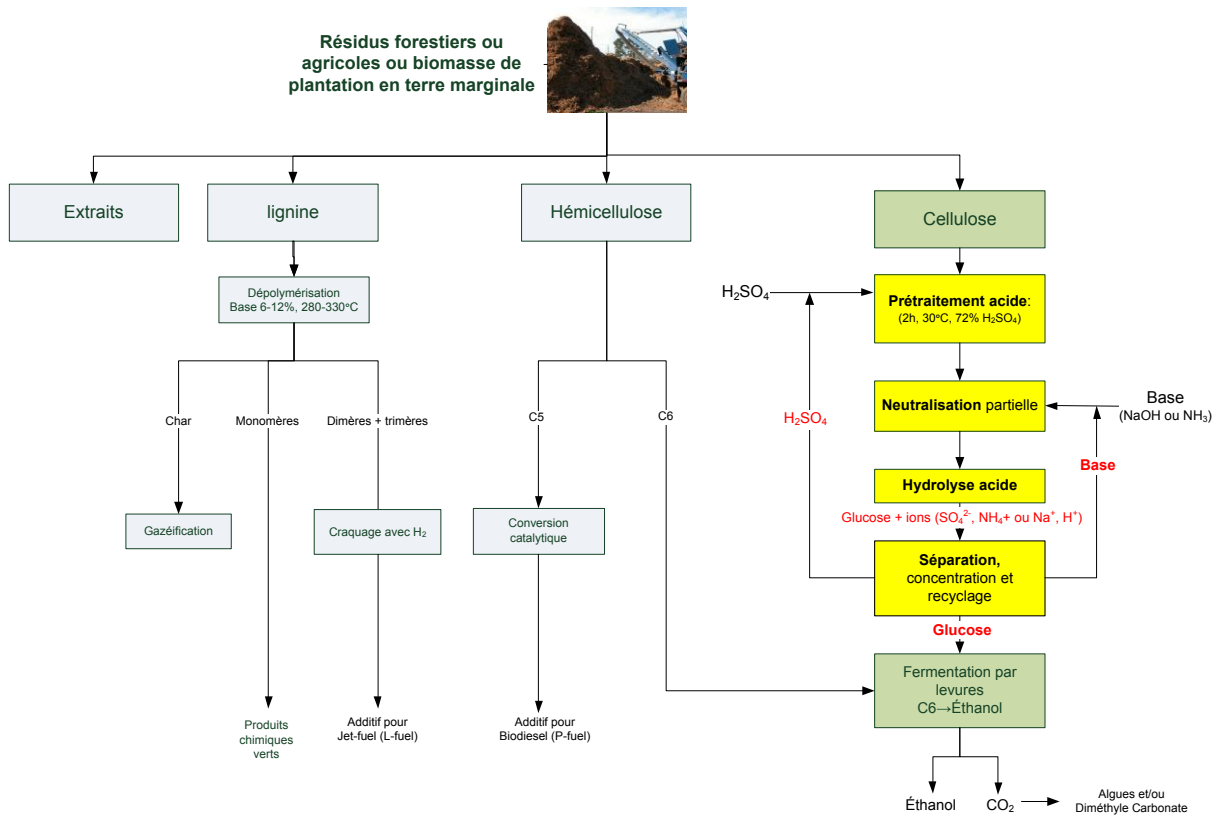 Résidus forestiers ou
agricoles ou biomasse de
plantation en terre marginale
Extraits
lignine
Hémicellulose
Cellulose
Dépolymérisation
Base 6-12%, 280-330ºC
H₂SO₄
Prétraitement acide:
(2h, 30ºC, 72% H₂SO₄)
Char
Monomères
Dimères + trimères
C5
C6
H₂SO₄
Neutralisation partielle
Base
(NaOH ou NH₃)
Base
Hydrolyse acide
Glucose + ions (SO₄²⁻, NH₄+ ou Na⁺, H⁺)
Gazéification
Craquage avec H₂
Conversion
catalytique
Séparation,
concentration et
recyclage
Glucose
Fermentation par
levures
C6→Éthanol
Produits
chimiques
verts
Additif pour
Jet-fuel (L-fuel)
Additif pour
Biodiesel (P-fuel)
Éthanol
CO₂
Algues et/ou
Diméthyle Carbonate